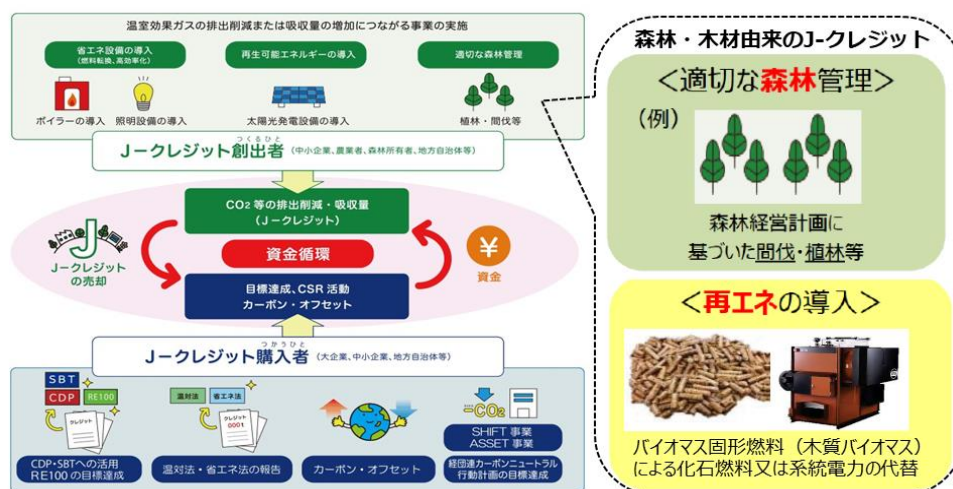 温室効果ガスの排出削減または吸収量の増加につながる事業の実施
省エネ設備の導入
(燃料転換、高効率化)
再生可能エネルギーの導入
適切な森林管理
ボイラーの導入
照明設備の導入
太陽光発電設備の導入
植林・間伐等
つくるひと
J-クレジット創出者（中小企業、農業者、森林所有者、地方自治体等）
CO2 等の排出削減・吸収量
(J-クレジット)
資金循環
J
J-クレジット
の売却
¥
資金
目標達成、CSR 活動
カーボン・オフセット
つかうひと
J-クレジット購入者（大企業、中小企業、地方自治体等）
SBT
CDP
RE100
クレジット
CDP・SBTへの活用
RE100の目標達成
温対法
省エネ法
クレジット
0001
温対法・省エネ法の報告
カーボン・オフセット
-CO2
SHIFT 事業
ASSET 事業
経団連カーボンニュートラル
行動計画の目標達成
森林・木材由来のJ-クレジット
＜適切な森林管理＞
（例）
森林経営計画に
基づいた間伐・植林等
＜再エネの導入＞
バイオマス固形燃料（木質バイオマス）
による化石燃料又は系統電力の代替